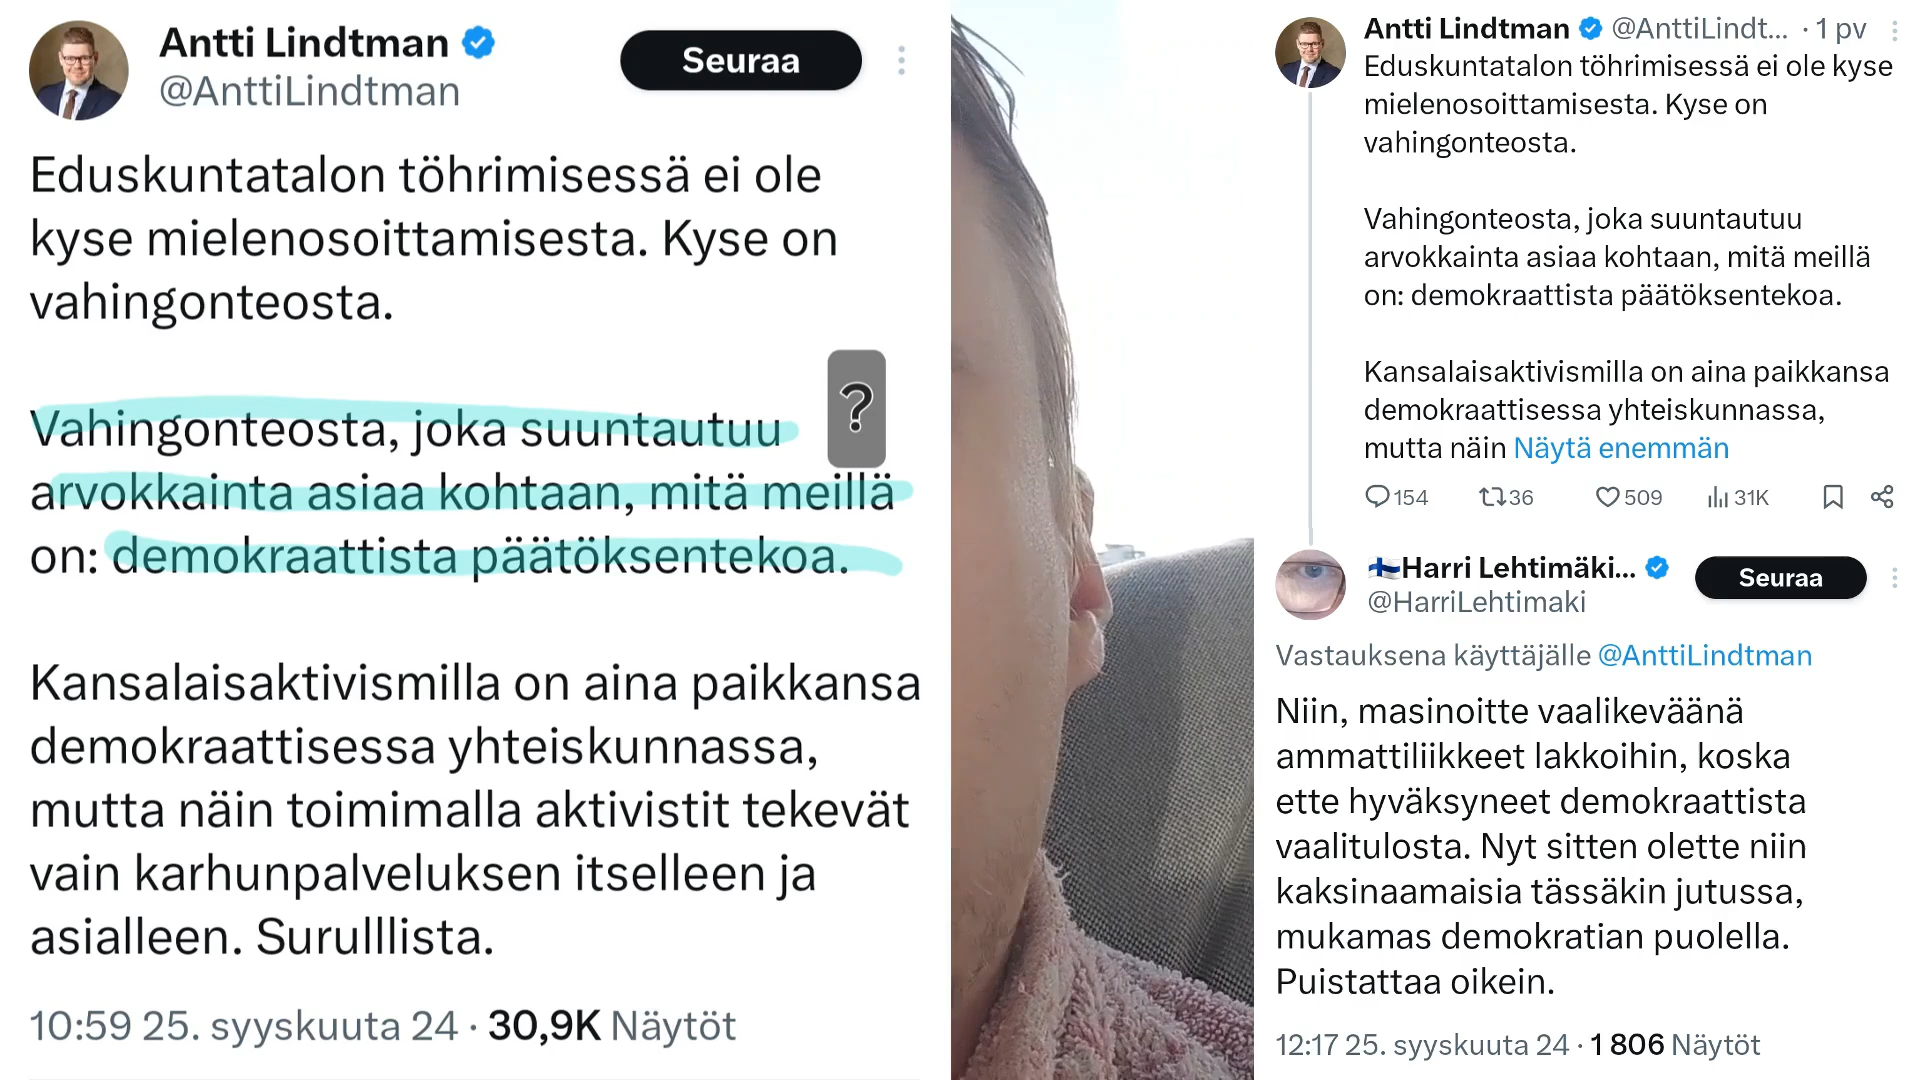 Antti Lindtman
@AnttiLindtman
Seuraa
Eduskuntatalon töhrimisessä ei ole
kyse mielenosoittamisesta. Kyse on
vahingonteosta.
?
Vahingonteosta, joka suuntautuu
arvokkainta asiaa kohtaan, mitä meillä
on: demokraattista päätöksentekoa.
Kansalaisaktivismilla on aina paikkansa
demokraattisessa yhteiskunnassa,
mutta näin toimimalla aktivistit tekevät
vain karhunpalveluksen itselleen ja
asialleen. Surulllista.
10:59 25. syyskuuta 24 · 30,9K Näytöt
Antti Lindtman @AnttiLindt... · 1 pv
Eduskuntatalon töhrimisessä ei ole kyse
mielenosoittamisesta. Kyse on
vahingonteosta.
Vahingonteosta, joka suuntautuu
arvokkainta asiaa kohtaan, mitä meillä
on: demokraattista päätöksentekoa.
Kansalaisaktivismilla on aina paikkansa
demokraattisessa yhteiskunnassa,
mutta näin Näytä enemmän
154 36 509 31K
🇫🇮Harri Lehtimäki...
@HarriLehtimaki
Seuraa
Vastauksena käyttäjälle @AnttiLindtman
Niin, masinoitte vaalikeväänä
ammattiliikkeet lakkoihin, koska
ette hyväksyneet demokraattista
vaalitulosta. Nyt sitten olette niin
kaksinaamaisia tässäkin jutussa,
mukamas demokratian puolella.
Puistattaa oikein.
12:17 25. syyskuuta 24 · 1 806 Näytöt